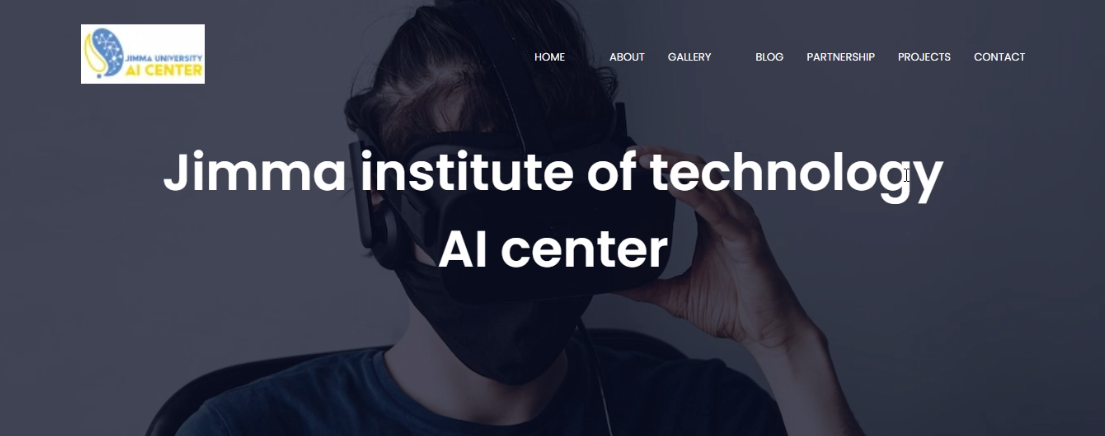 JIMMA UNIVERSITY
AI CENTER
HOME ABOUT GALLERY BLOG PARTNERSHIP PROJECTS CONTACT
Jimma institute of technology
AI center